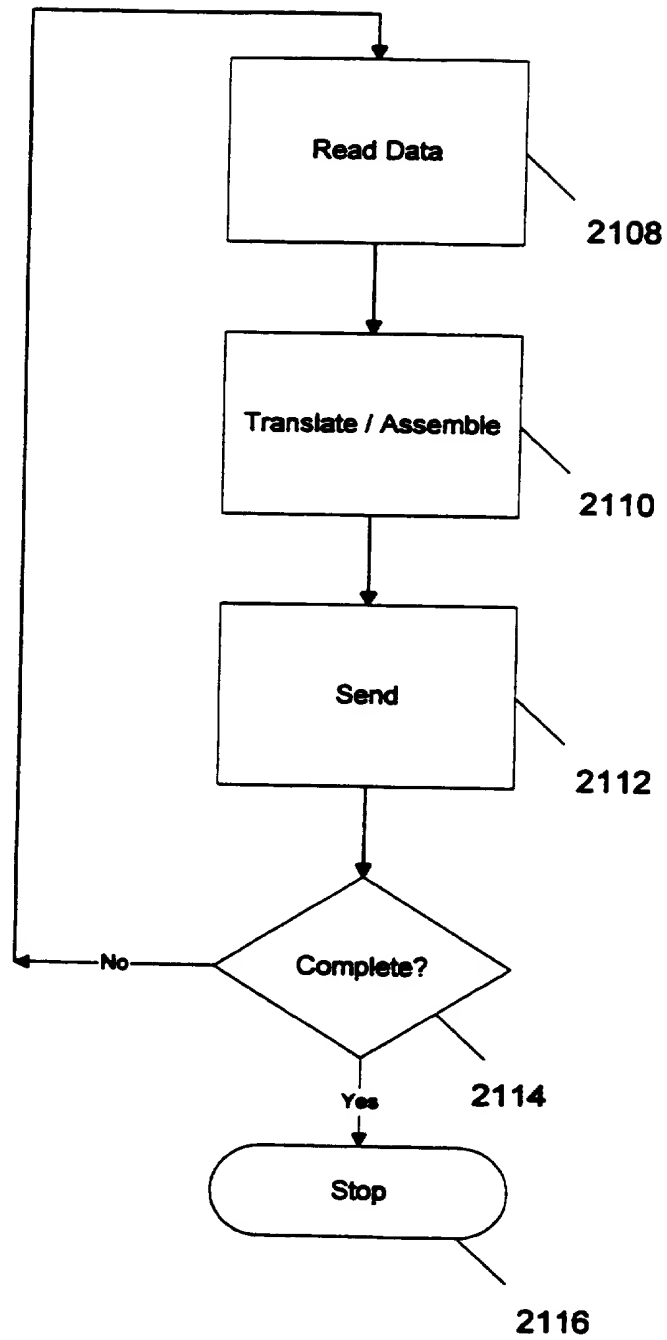 Read Data
2108
Translate / Assemble
2110
Send
2112
Complete?
No
2114
Yes
Stop
2116